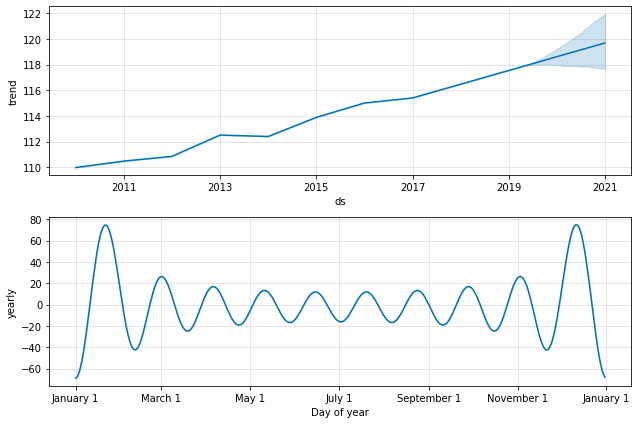 122
120
118
116
114
112
110
trend
2011
2013
2015
2017
2019
2021
ds
80
60
40
20
0
−20
−40
−60
yearly
January 1
March 1
May 1
July 1
September 1
November 1
January 1
Day of year